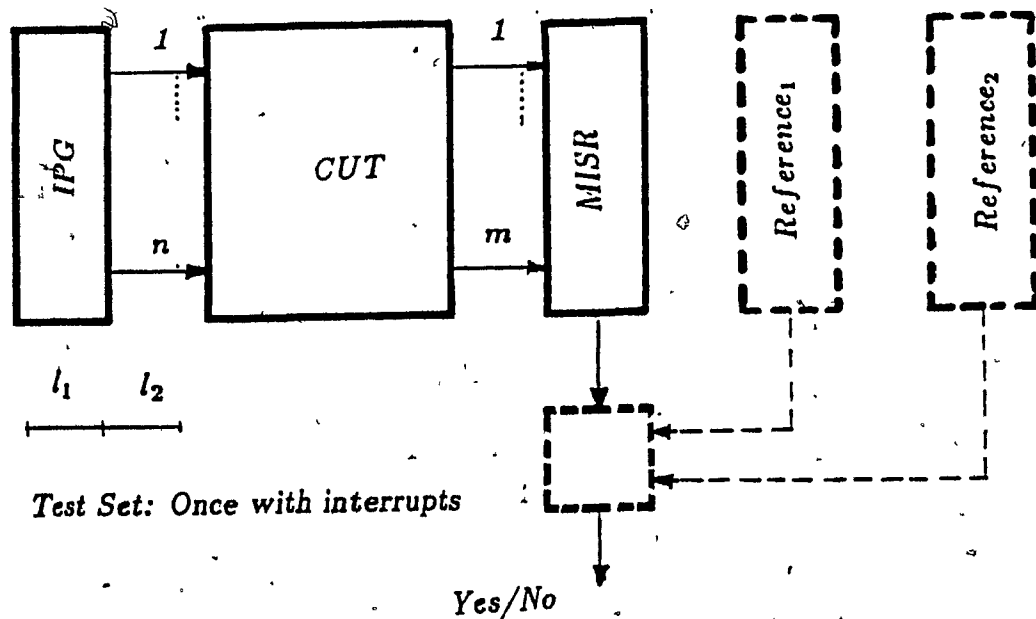 1
1
IPG
CUT
MISR
Reference₁
Reference₂
n
m
l₁ l₂
Test Set: Once with interrupts
Yes/No